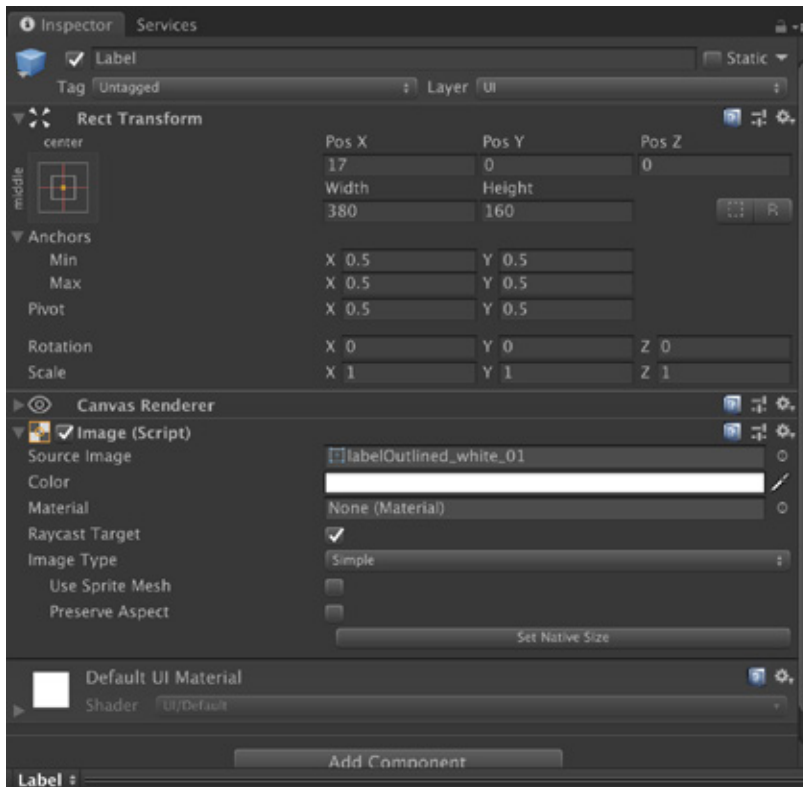 Inspector Services
Label Static
Tag Untagged Layer UI
Rect Transform
center Pos X Pos Y Pos Z
middle 17 0 0
Width Height
380 160 R
Anchors
Min X 0.5 Y 0.5
Max X 0.5 Y 0.5
Pivot X 0.5 Y 0.5
Rotation X 0 Y 0 Z 0
Scale X 1 Y 1 Z 1
Canvas Renderer
Image (Script)
Source Image labelOutlined_white_01
Color
Material None (Material)
Raycast Target
Image Type Simple
Use Sprite Mesh
Preserve Aspect
Set Native Size
Default UI Material
Shader UI/Default
Add Component
Label